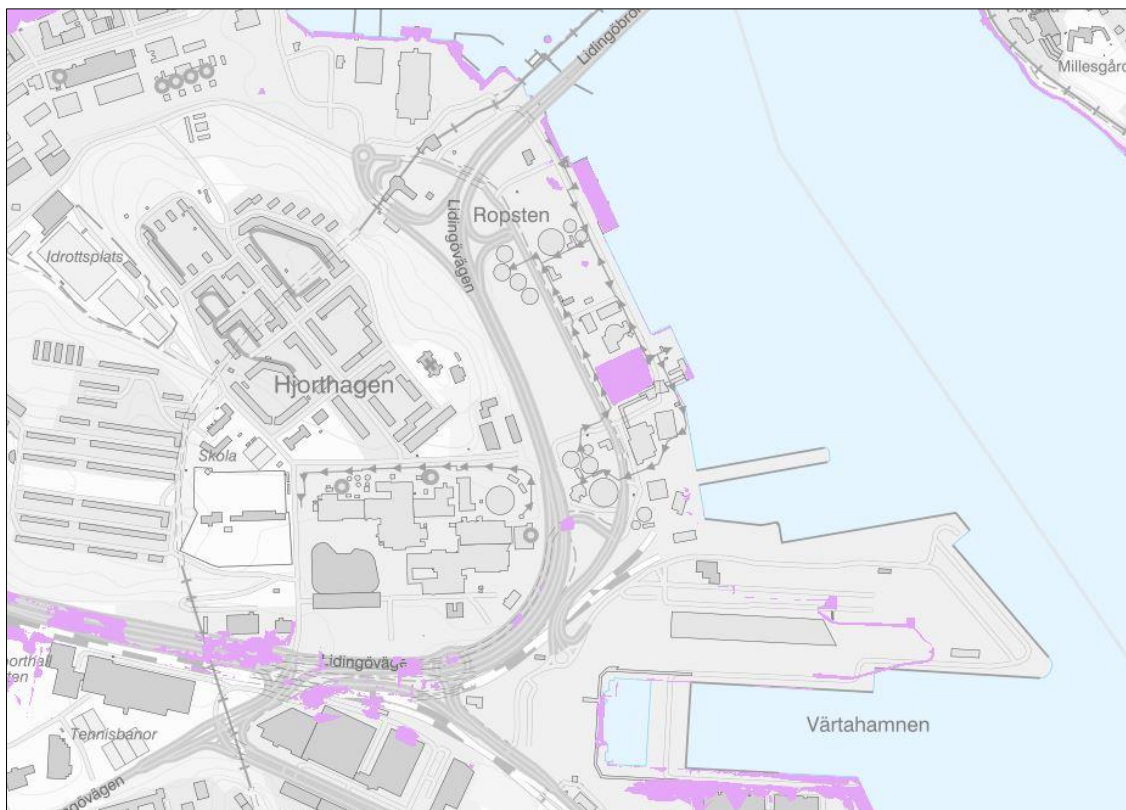 Lidingöbron
Millesgård
Ropsten
Lidingövägen
Idrottsplats
Hjorthagen
Skola
Lidingöväge
Värtahamnen
Tennisbanor